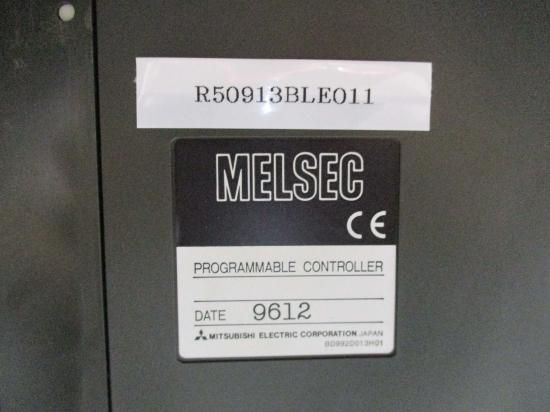 R50913BLE011
MELSEC
CE
PROGRAMMABLE CONTROLLER
DATE 9612
MITSUBISHI ELECTRIC CORPORATION JAPAN
BD992D013H01